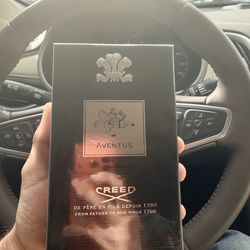 AVENTUS
CREED
DE PÈRE EN FILS DEPUIS 1760
FROM FATHER TO SON SINCE 1760